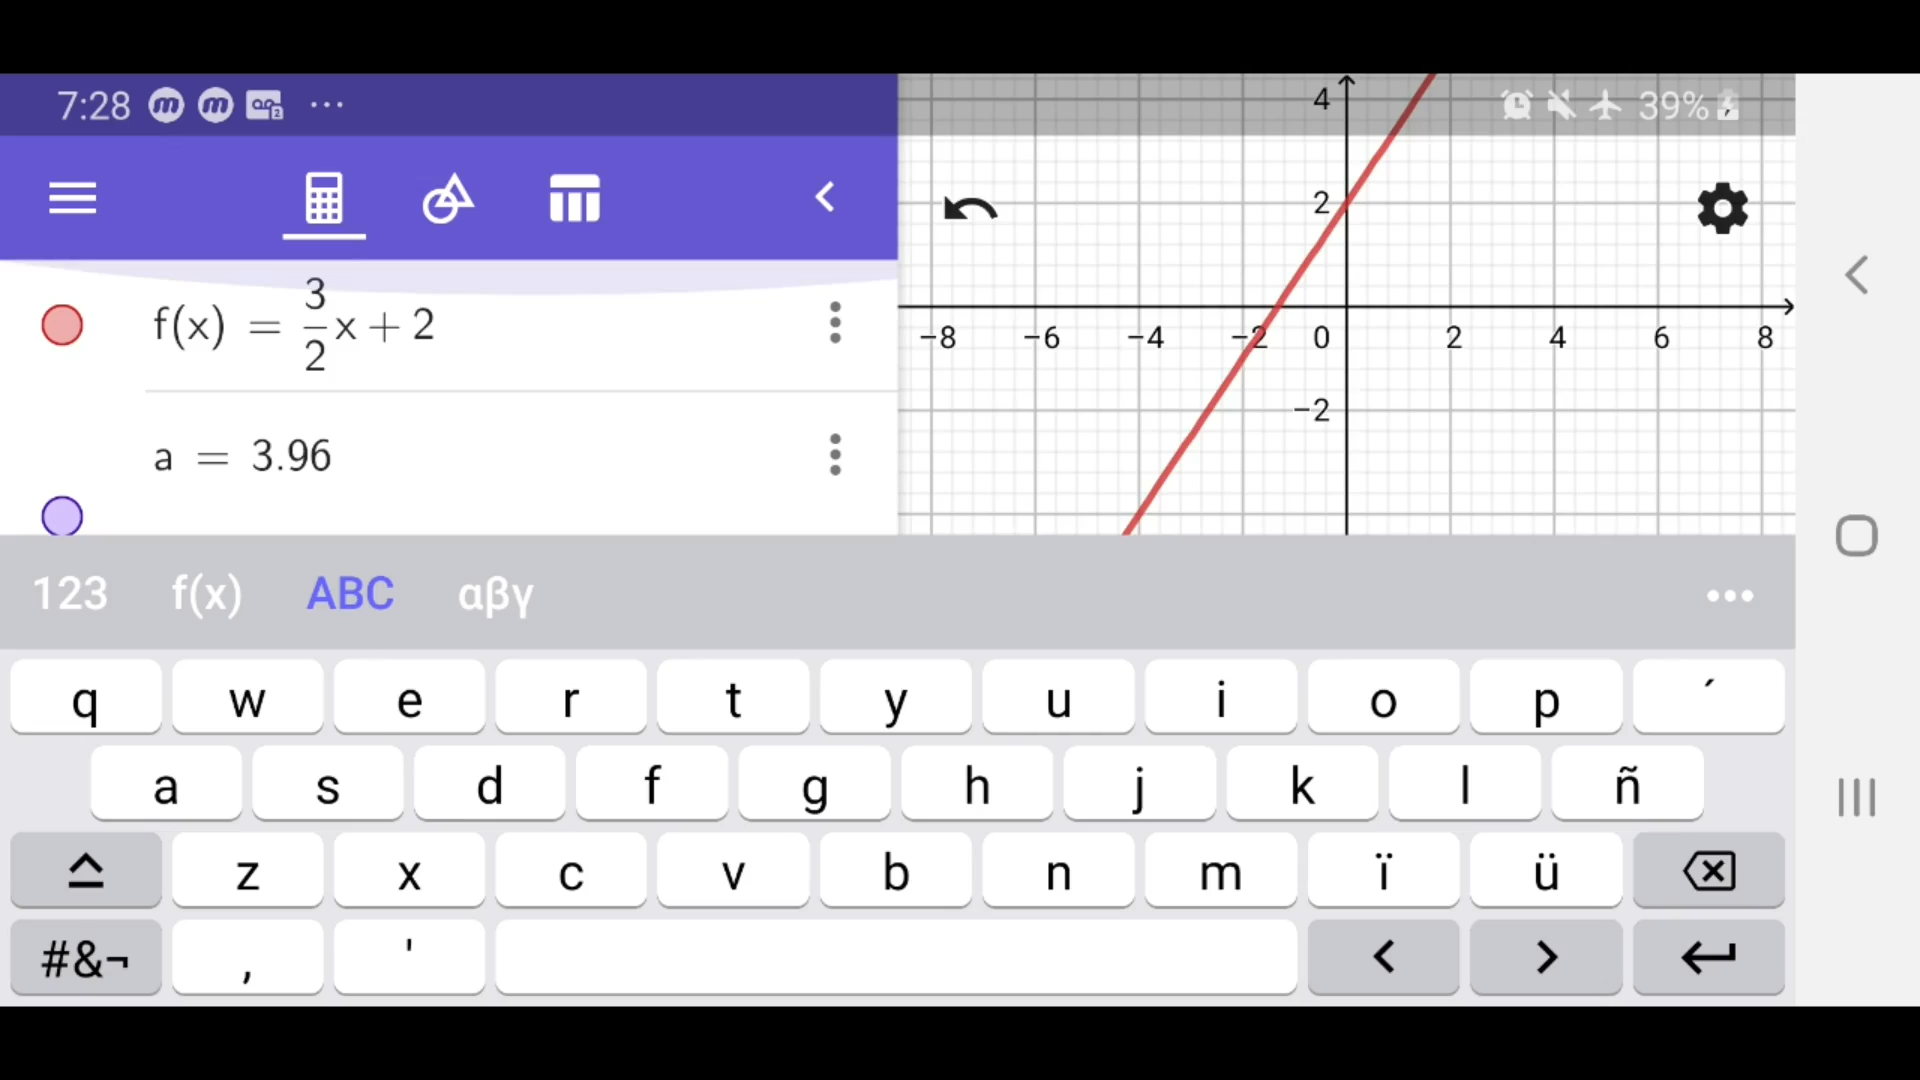 7:28 m m 2 ...
39%
f(x) = 3/2 x + 2
a = 3.96
4
2
−8 −6 −4 −2 0 2 4 6 8
−2
123 f(x) ABC αβγ ...
q w e r t y u i o p ´
a s d f g h j k l ñ
z x c v b n m ï ü
#&¬ , ' < >